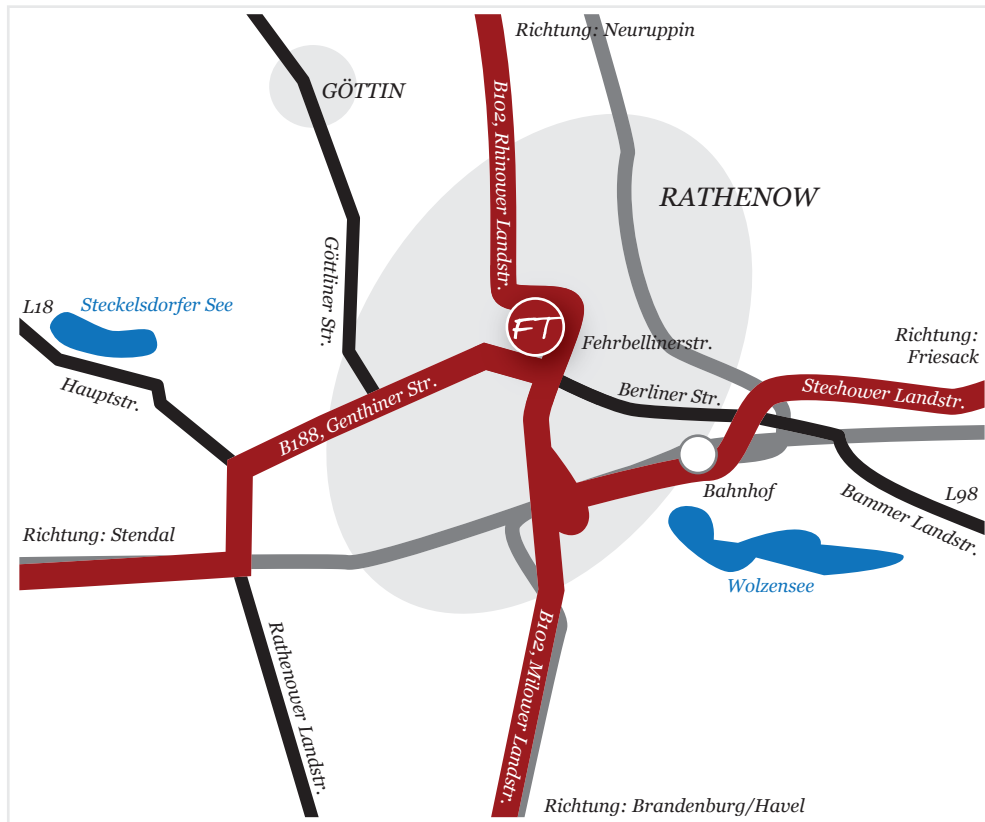 Richtung: Neuruppin
GÖTTIN
B102, Rhinower Landstr.
RATHENOW
Göttliner Str.
L18
Steckelsdorfer See
FT
Fehrbellinerstr.
Richtung:
Friesack
Hauptstr.
B188, Genthiner Str.
Berliner Str.
Stechower Landstr.
Bahnhof
L98
Bammer Landstr.
Richtung: Stendal
Wolzensee
Rathenower Landstr.
B102, Milower Landstr.
Richtung: Brandenburg/Havel